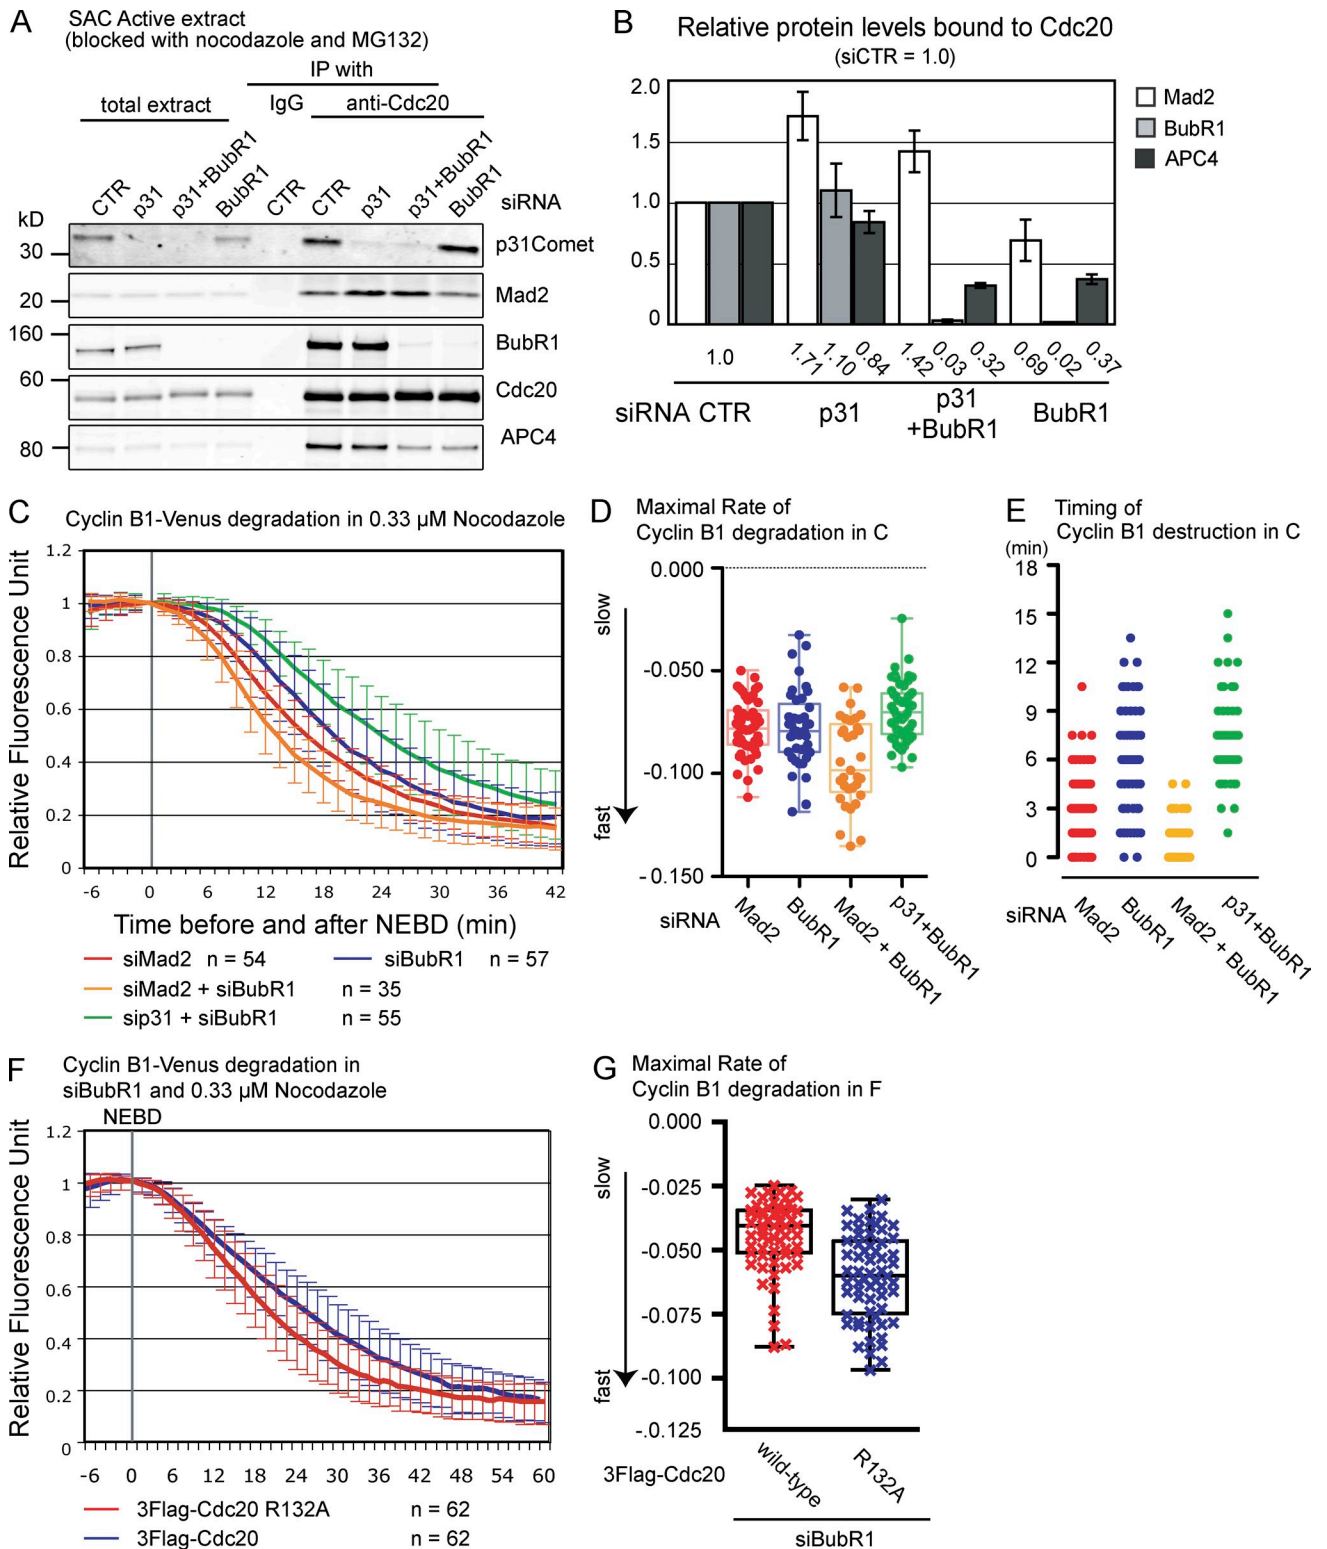 A
SAC Active extract
(blocked with nocodazole and MG132)
IP with
total extract
IgG
anti-Cdc20
CTR
p31
p31+BubR1
BubR1
CTR
CTR
p31
p31+BubR1
BubR1
siRNA
kD
30
p31Comet
20
Mad2
160
BubR1
60
Cdc20
80
APC4
B
Relative protein levels bound to Cdc20
(siCTR = 1.0)
2.0
1.5
1.0
0.5
0
Mad2
BubR1
APC4
1.0
1.71
1.10
0.84
1.42
0.03
0.32
0.69
0.02
0.37
siRNA CTR
p31
p31
+BubR1
BubR1
C
Cyclin B1-Venus degradation in 0.33 μM Nocodazole
Relative Fluorescence Unit
1.2
1
0.8
0.6
0.4
0.2
0
-6 0 6 12 18 24 30 36 42
Time before and after NEBD (min)
siMad2 n = 54
siBubR1 n = 57
siMad2 + siBubR1 n = 35
sip31 + siBubR1 n = 55
D
Maximal Rate of
Cyclin B1 degradation in C
slow
fast
0.000
-0.050
-0.100
-0.150
siRNA
Mad2
BubR1
Mad2 + BubR1
p31+BubR1
E
Timing of
Cyclin B1 destruction in C
(min)
18
15
12
9
6
3
0
siRNA
Mad2
BubR1
Mad2 + BubR1
p31+BubR1
F
Cyclin B1-Venus degradation in
siBubR1 and 0.33 μM Nocodazole
NEBD
Relative Fluorescence Unit
1.2
1
0.8
0.6
0.4
0.2
0
-6 0 6 12 18 24 30 36 42 48 54 60
3Flag-Cdc20 R132A n = 62
3Flag-Cdc20 n = 62
G
Maximal Rate of
Cyclin B1 degradation in F
slow
fast
0.000
-0.025
-0.050
-0.075
-0.100
-.0.125
3Flag-Cdc20
wild-type
R132A
siBubR1